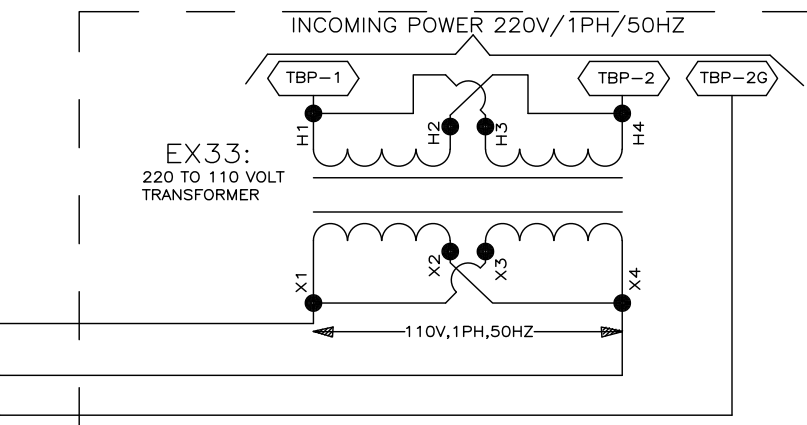 INCOMING POWER 220V/1PH/50HZ
TBP-1
TBP-2
TBP-2G
H1
H2
H3
H4
EX33:
220 TO 110 VOLT
TRANSFORMER
X1
X2
X3
X4
110V,1PH,50HZ